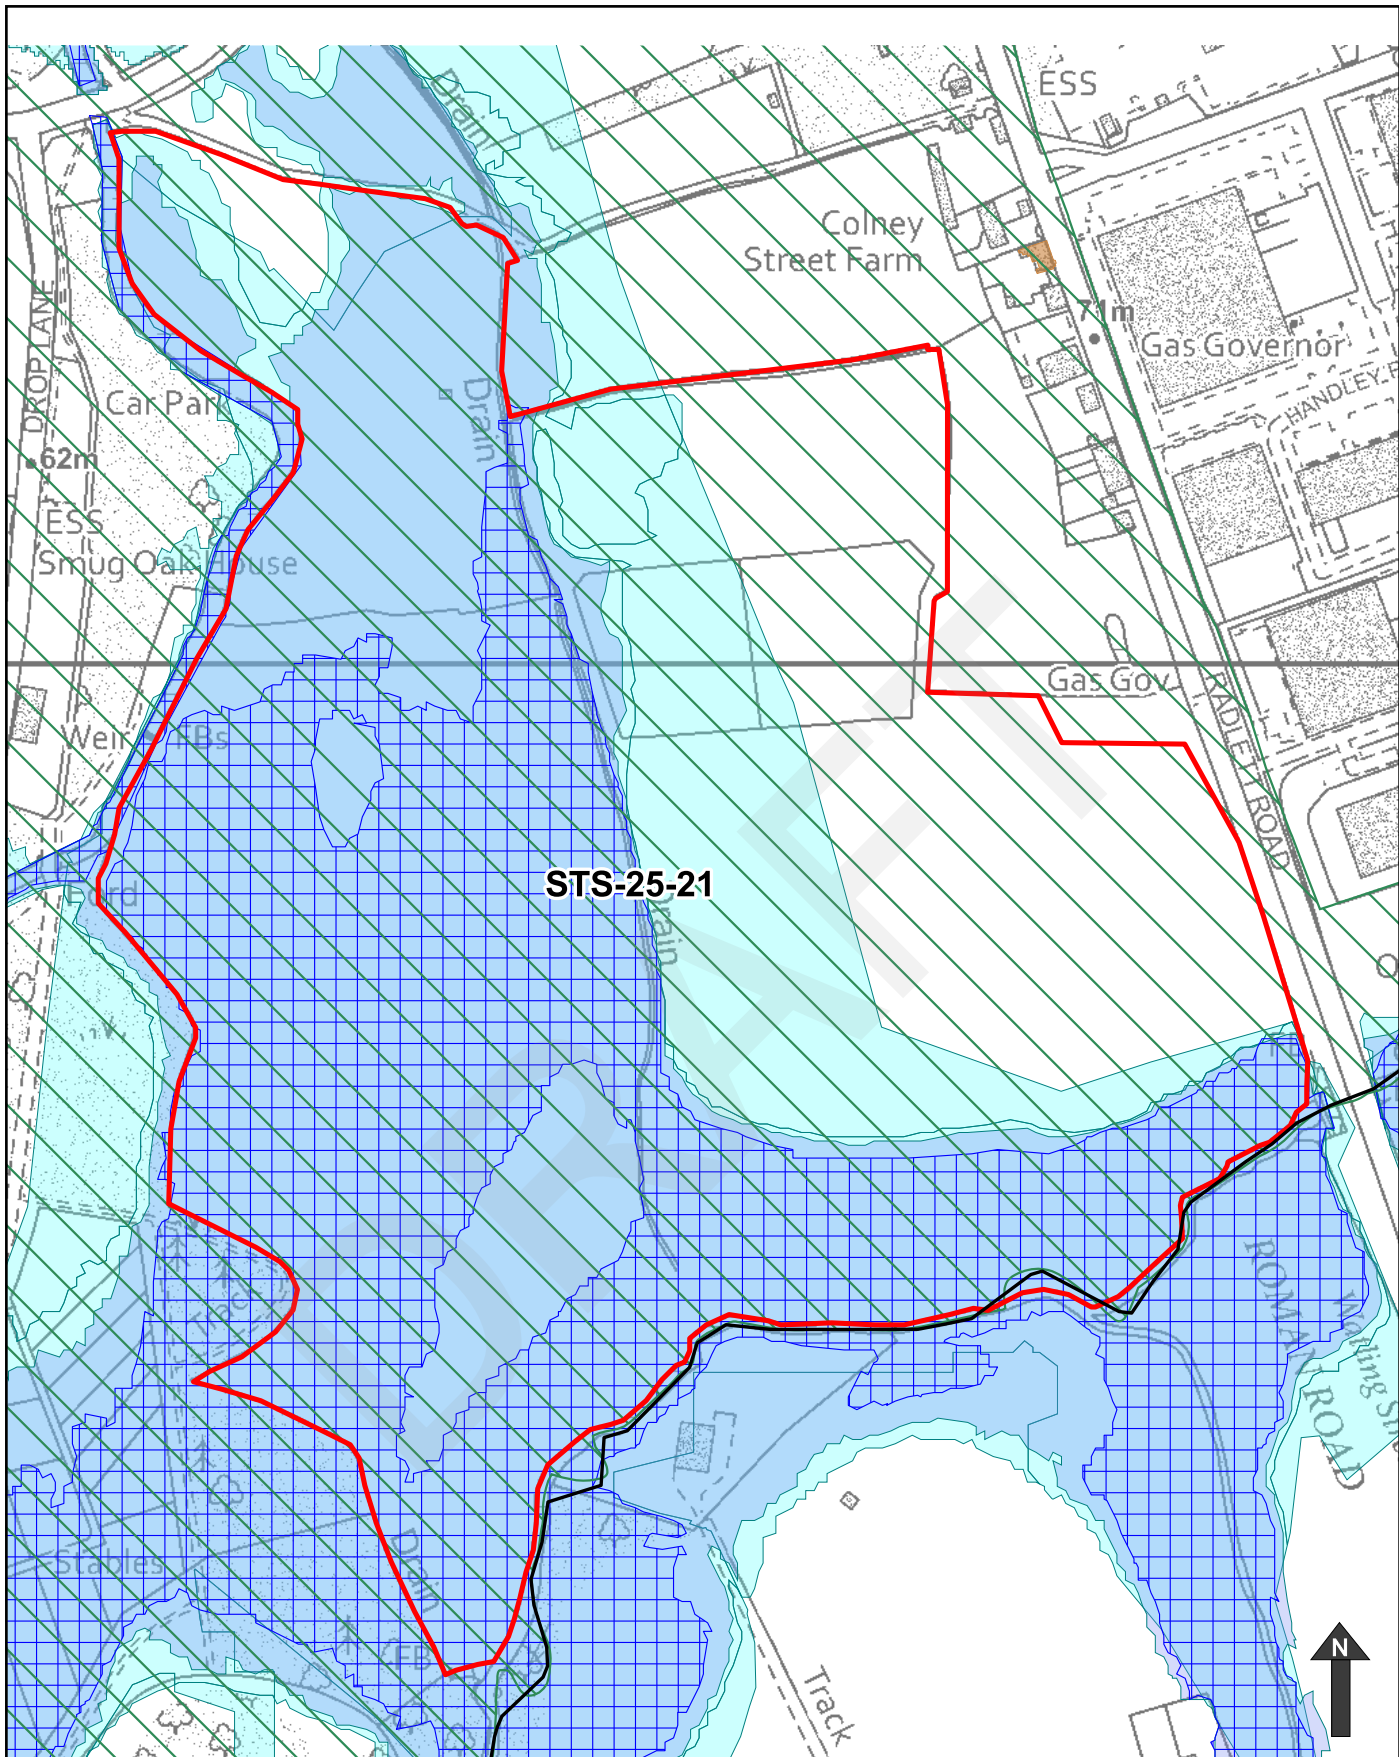 Drain
ESS
Colney
Street Farm
71m
Gas Governor
HANDLEY
DROP LANE
Car Park
Drain
62m
ESS
Smug Oak House
Gas Gov
RADLETT ROAD
Weir
FBs
STS-25-21
Ford
Drain
DRAFT
Track
ROMAN ROAD
Watling
Stables
Drain
FB
Track
N